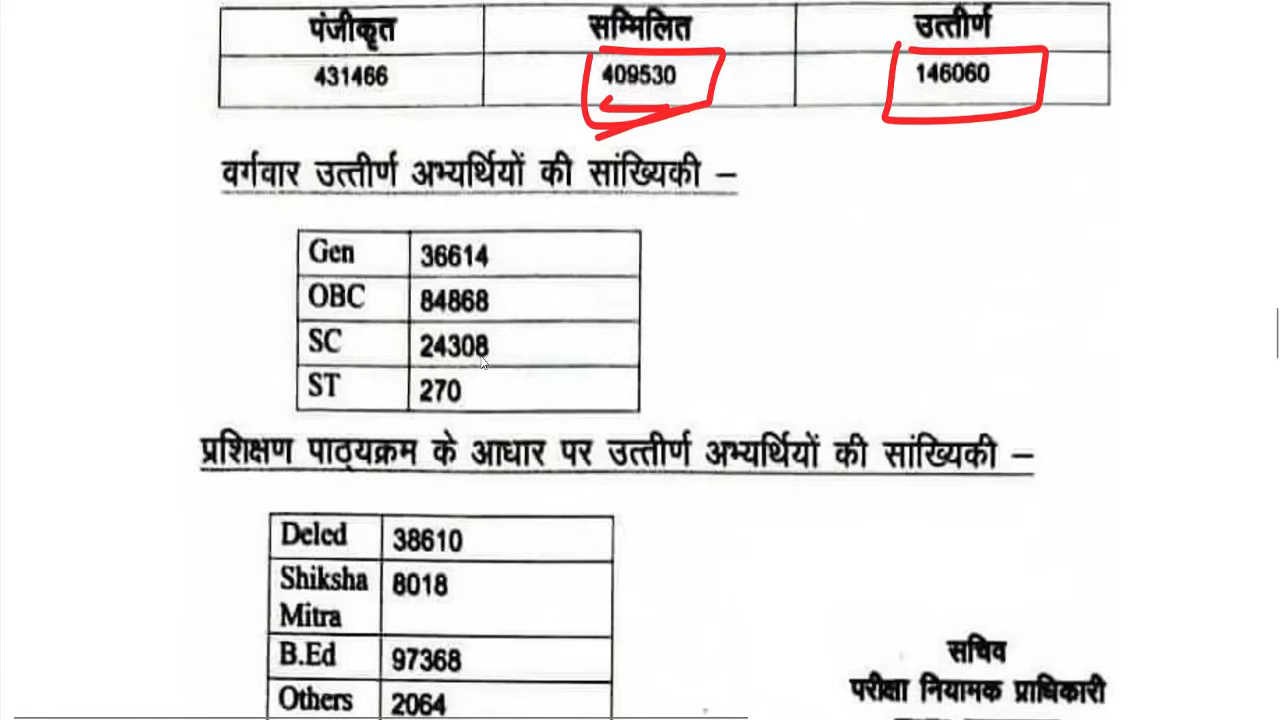 पंजीकृत सम्मिलित उत्तीर्ण
431466 409530 146060
वर्गवार उत्तीर्ण अभ्यर्थियों की सांख्यिकी –
Gen 36614
OBC 84868
SC 24308
ST 270
प्रशिक्षण पाठ्यक्रम के आधार पर उत्तीर्ण अभ्यर्थियों की सांख्यिकी –
Deled 38610
Shiksha Mitra 8018
B.Ed 97368
Others 2064
सचिव
परीक्षा नियामक प्राधिकारी